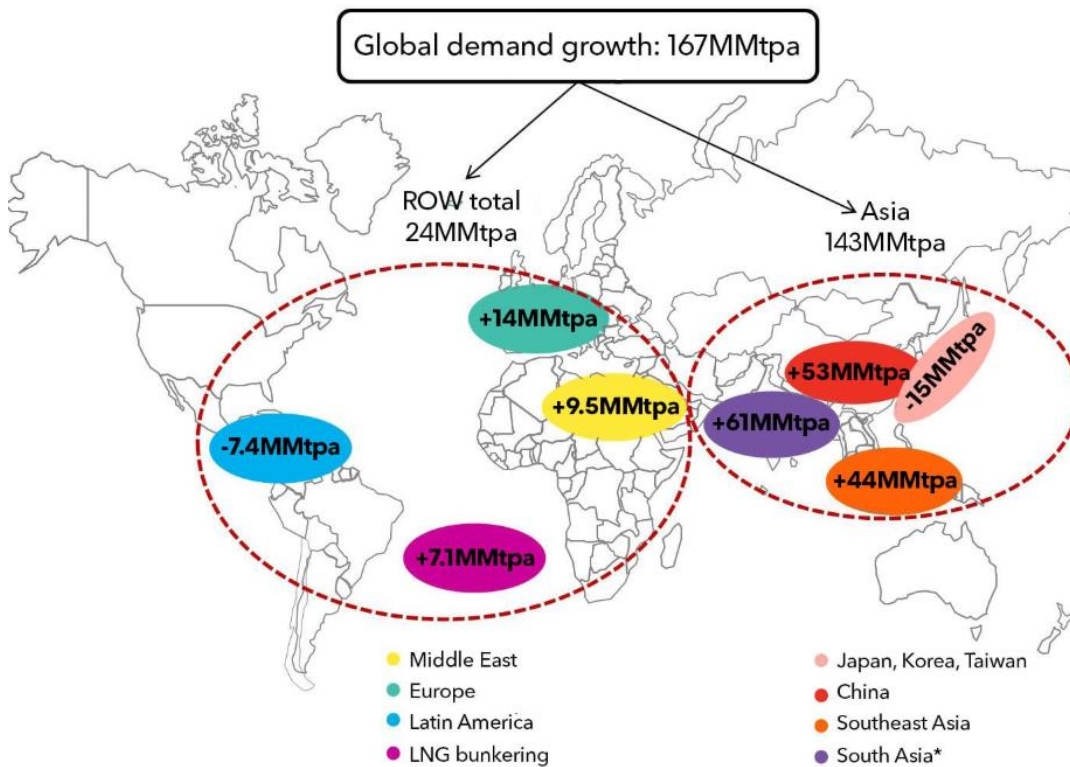 Global demand growth: 167MMtpa
ROW total
24MMtpa
Asia
143MMtpa
+14MMtpa
+53MMtpa
-15MMtpa
+9.5MMtpa
+61MMtpa
-7.4MMtpa
+44MMtpa
+7.1MMtpa
Middle East
Europe
Latin America
LNG bunkering
Japan, Korea, Taiwan
China
Southeast Asia
South Asia*